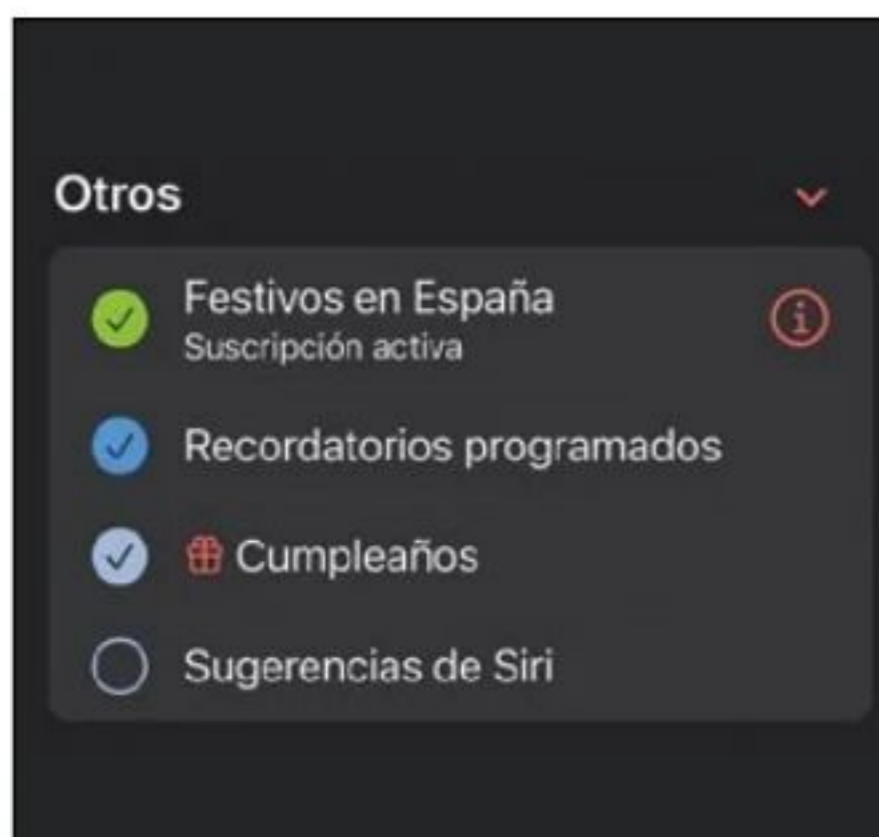 Otros
Festivos en España
Suscripción activa
Recordatorios programados
Cumpleaños
Sugerencias de Siri